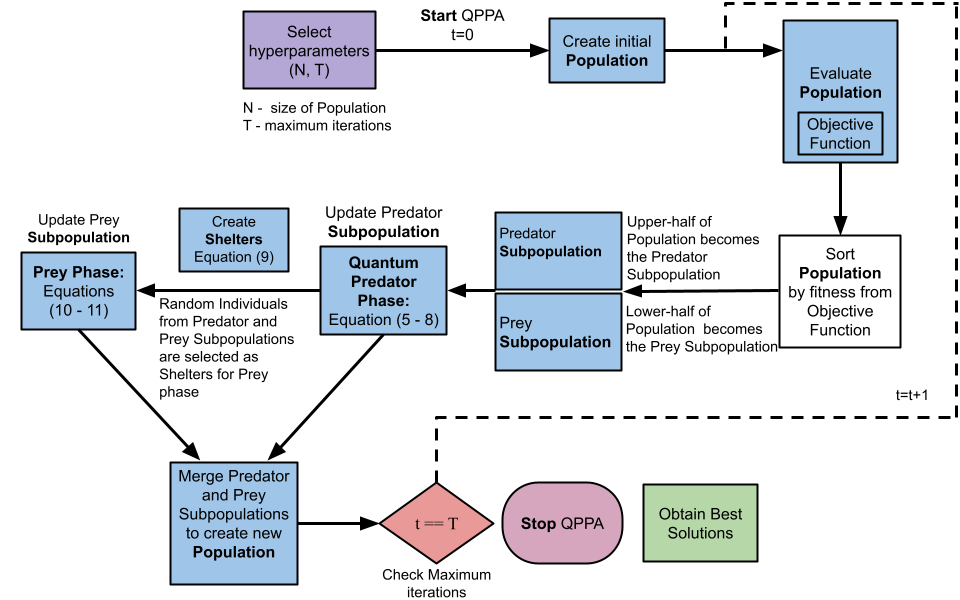 Select
hyperparameters
(N, T)
Start QPPA
t=0
Create initial
Population
Evaluate
Population
Objective
Function
N - size of Population
T - maximum iterations
Update Prey
Subpopulation
Create
Shelters
Equation (9)
Update Predator
Subpopulation
Predator
Subpopulation
Upper-half of
Population becomes
the Predator
Subpopulation
Sort
Population
by fitness from
Objective
Function
Prey Phase:
Equations
(10 - 11)
Random Individuals
from Predator and
Prey Subpopulations
are selected as
Shelters for Prey
phase
Quantum
Predator
Phase:
Equation (5 - 8)
Prey
Subpopulation
Lower-half of
Population becomes
the Prey Subpopulation
t=t+1
Merge Predator
and Prey
Subpopulations
to create new
Population
t == T
Check Maximum
iterations
Stop QPPA
Obtain Best
Solutions